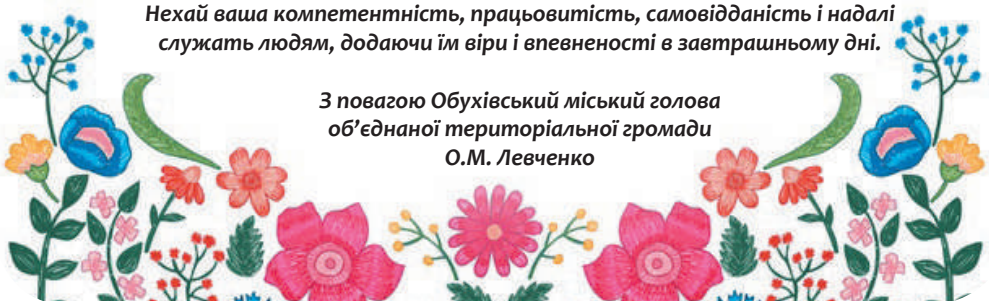 Нехай ваша компетентність, працьовитість, самовідданість і надалі
служать людям, додаючи їм віри і впевненості в завтрашньому дні.
З повагою Обухівський міський голова
об’єднаної територіальної громади
О.М. Левченко